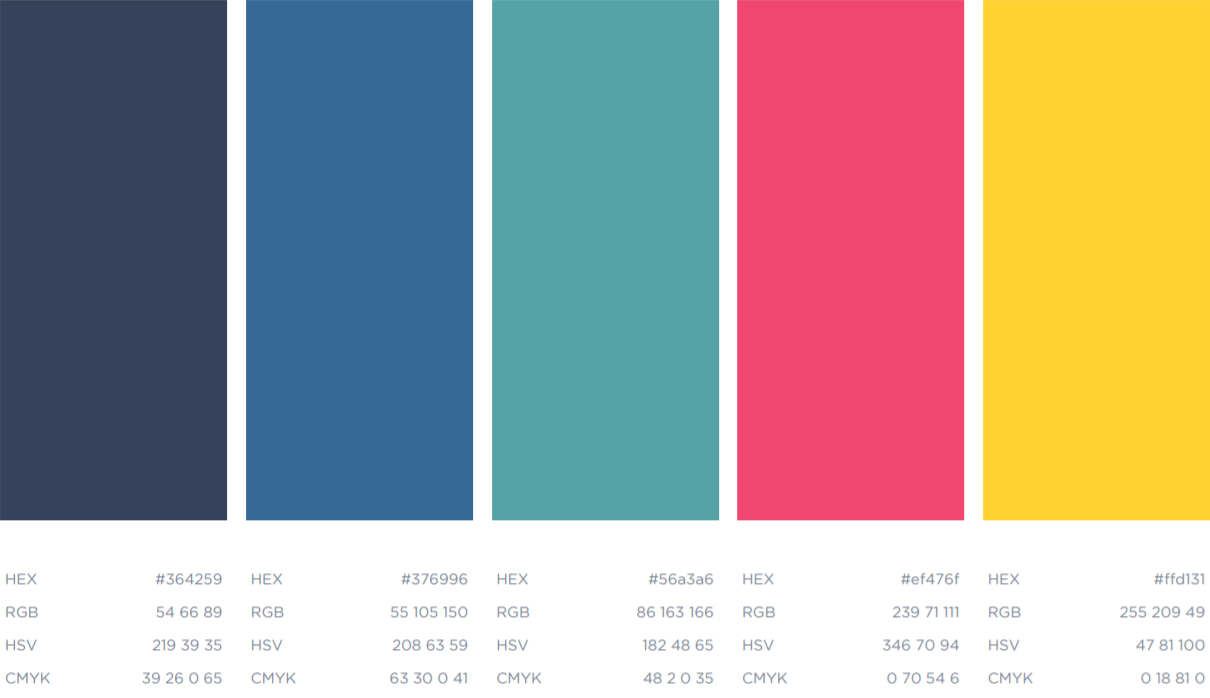 HEX #364259 HEX #376996 HEX #56a3a6 HEX #ef476f HEX #ffd131
RGB 54 66 89 RGB 55 105 150 RGB 86 163 166 RGB 239 71 111 RGB 255 209 49
HSV 219 39 35 HSV 208 63 59 HSV 182 48 65 HSV 346 70 94 HSV 47 81 100
CMYK 39 26 0 65 CMYK 63 30 0 41 CMYK 48 2 0 35 CMYK 0 70 54 6 CMYK 0 18 81 0